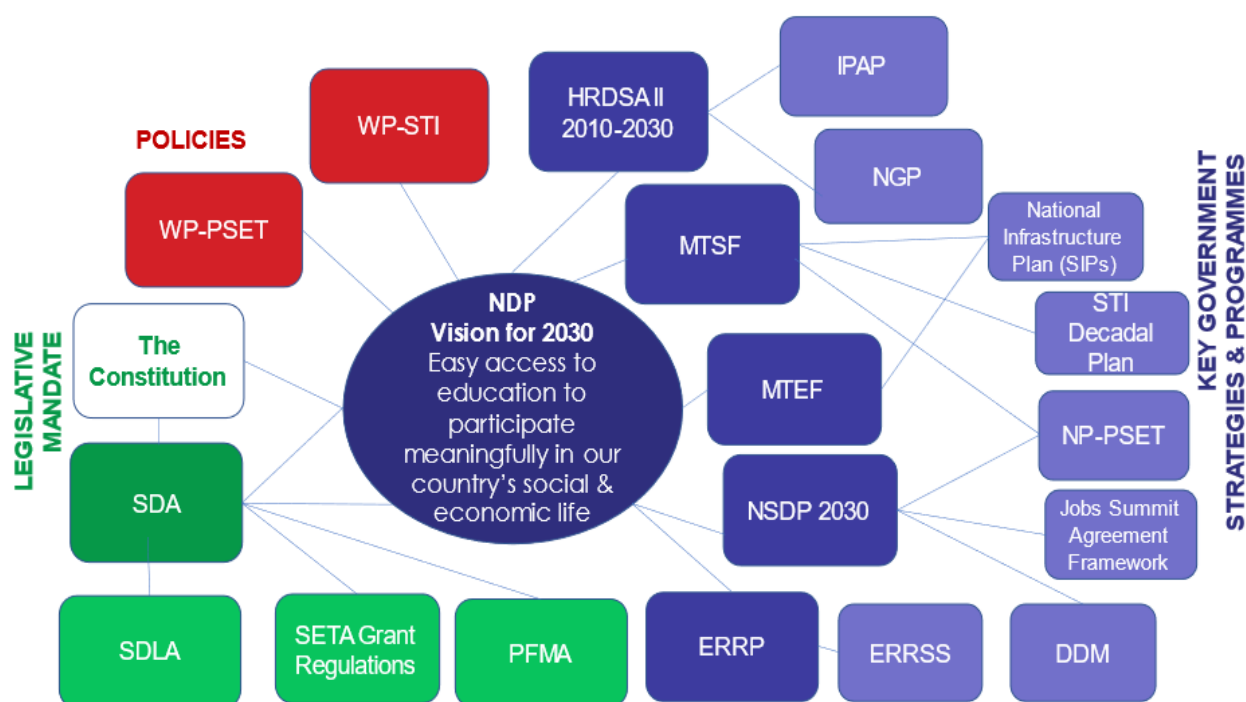 IPAP
HRDSA II
2010-2030
WP-STI
POLICIES
NGP
WP-PSET
MTSF
National
Infrastructure
Plan (SIPs)
KEY GOVERNMENT
STRATEGIES & PROGRAMMES
NDP
Vision for 2030
Easy access to
education to
participate
meaningfully in our
country's social &
economic life
LEGISLATIVE
MANDATE
The
Constitution
STI
Decadal
Plan
MTEF
NP-PSET
SDA
NSDP 2030
Jobs Summit
Agreement
Framework
SDLA
SETA Grant
Regulations
PFMA
ERRP
ERRSS
DDM